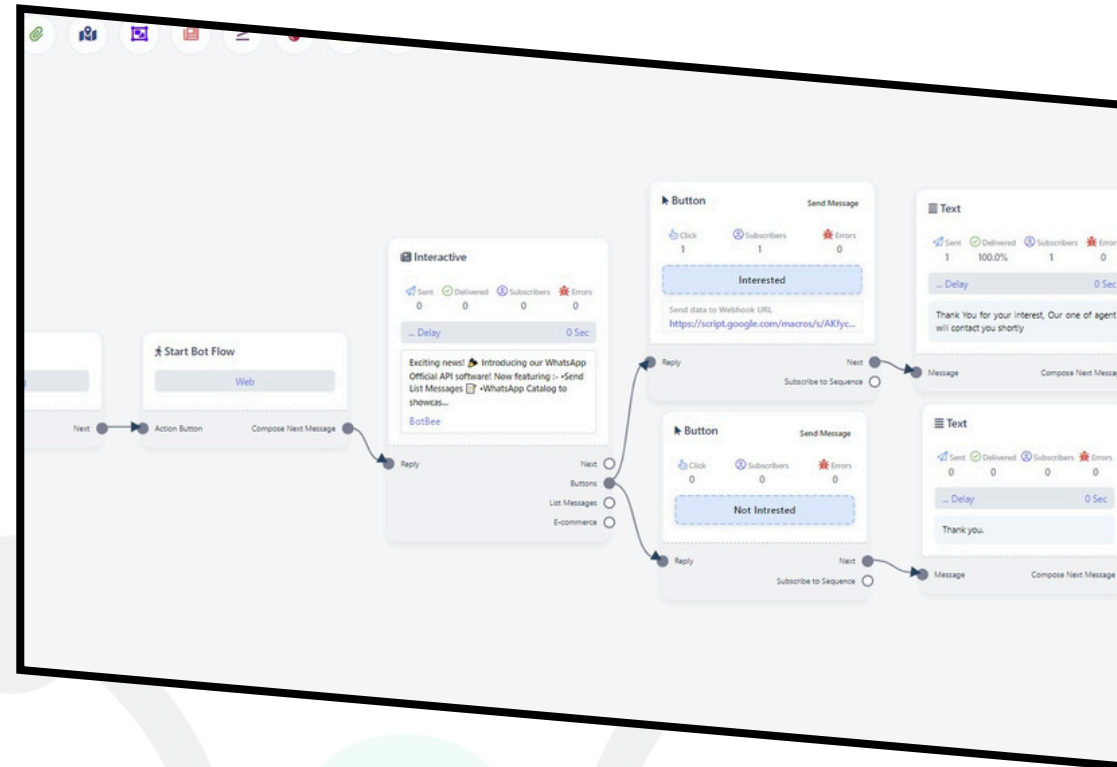 Next
Start Bot Flow
Web
Action Button
Compose Next Message
Interactive
Sent
Delivered
Subscribers
Errors
0
0
0
0
... Delay
0 Sec
Exciting news! 🎉 Introducing our WhatsApp
Official API software! Now featuring :- •Send
List Messages 📝 •WhatsApp Catalog to
showcas...
BotBee
Reply
Next
Buttons
List Messages
E-commerce
Button
Send Message
Click
Subscribers
Errors
1
1
0
Interested
Send data to Webhook URL
https://script.google.com/macros/s/AKfyc...
Reply
Next
Subscribe to Sequence
Button
Send Message
Click
Subscribers
Errors
0
0
0
Not Intrested
Reply
Next
Subscribe to Sequence
Text
Sent
Delivered
Subscribers
Error
1
100.0%
1
0
... Delay
0 Sec
Thank You for your interest, Our one of agent
will contact you shortly
Message
Compose Next Messag
Text
Sent
Delivered
Subscribers
Errors
0
0
0
0
... Delay
0 Sec
Thank you.
Message
Compose Next Message